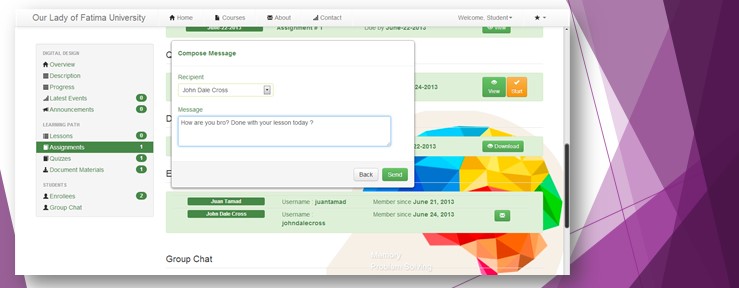 Our Lady of Fatima University
Home Courses About Contact
Welcome, Student
June 22 2013 Assignment # 1 Due by June-22-2013 View
DIGITAL DESIGN
Overview
Description
Progress
Latest Events 0
Announcements 0
LEARNING PATH
Lessons 0
Assignments 1
Quizzes 1
Document Materials 1
STUDENTS
Enrollees 2
Group Chat
Compose Message
Recipient
John Dale Cross
Message
How are you bro? Done with your lesson today ?
Back Send
24-2013 View Start
22-2013 Download
Juan Tamad Username : juantamad Member since June 21, 2013
John Dale Cross Username : Member since June 24, 2013
johndalecross
Group Chat
Memory
Problem Solving